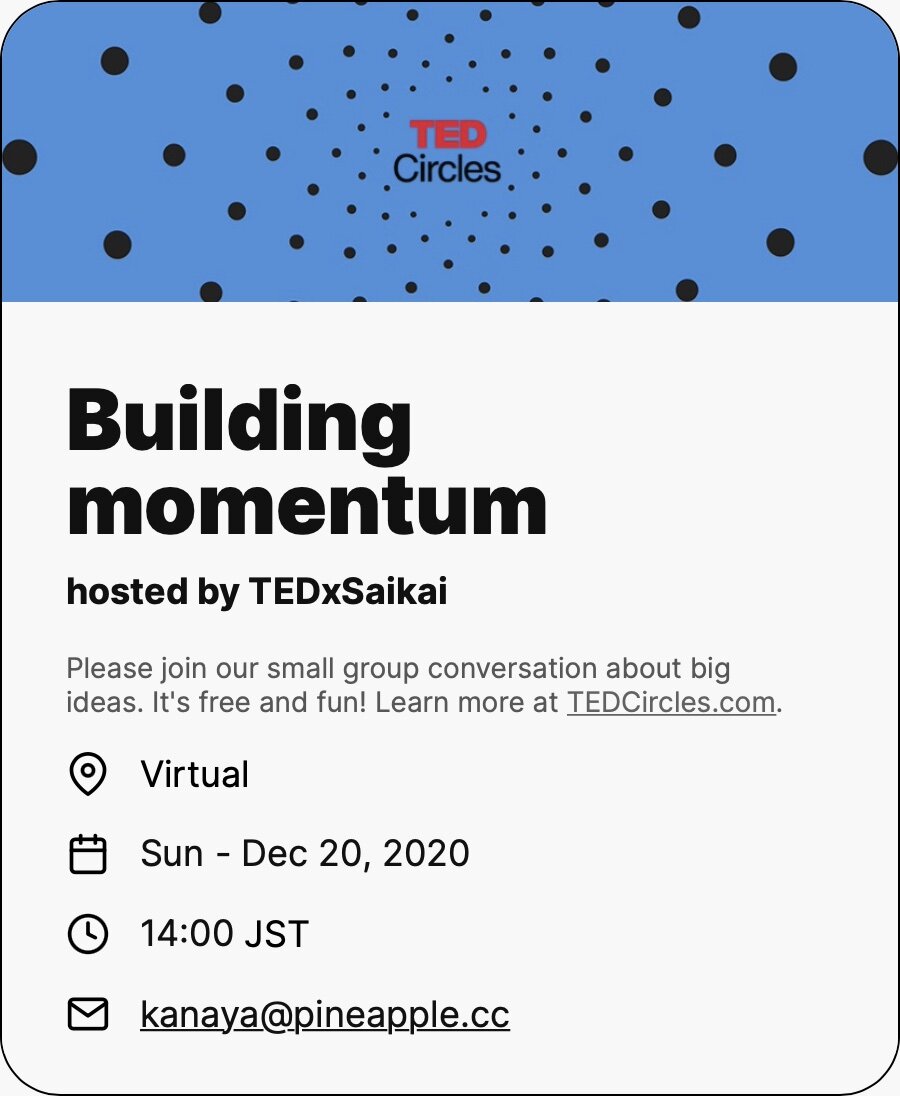 TED
Circles
Building
momentum
hosted by TEDxSaikai
Please join our small group conversation about big
ideas. It's free and fun! Learn more at TEDCircles.com.
Virtual
Sun - Dec 20, 2020
14:00 JST
kanaya@pineapple.cc